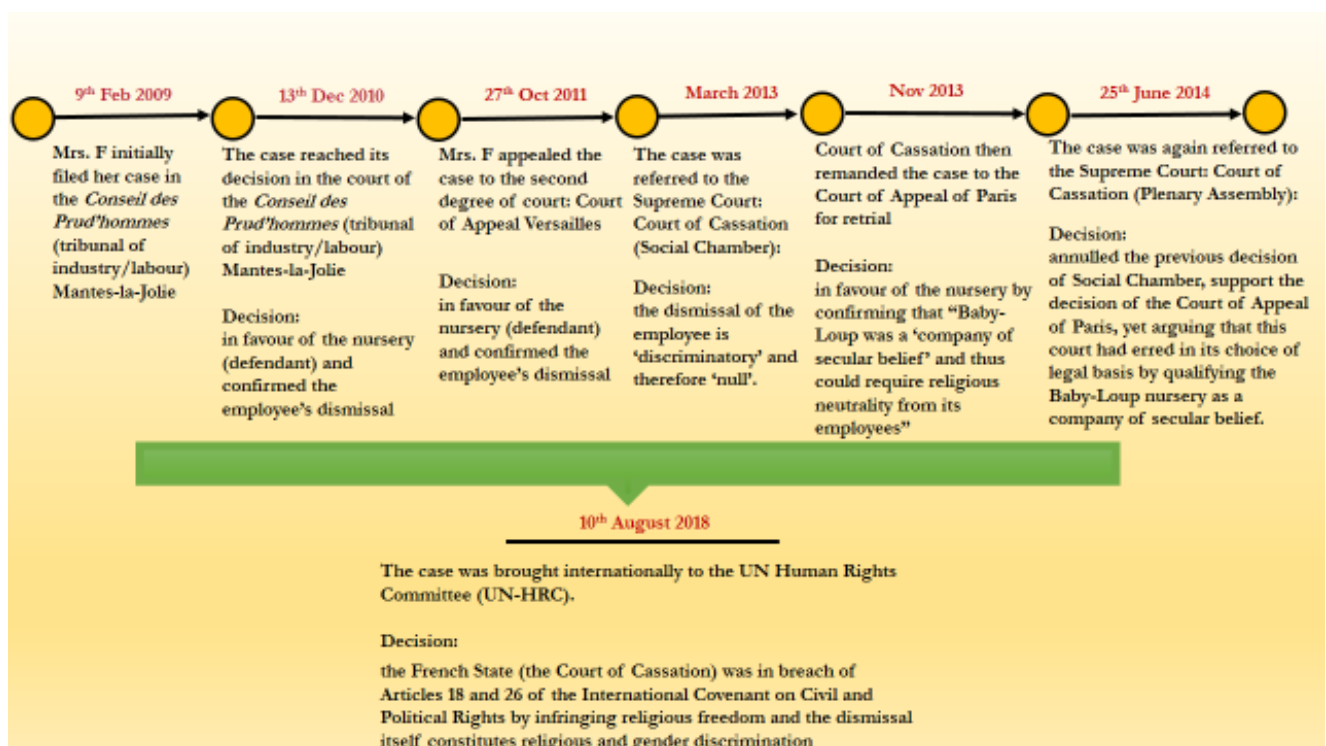 9th Feb 2009
Mrs. F initially
filed her case in
the Conseil des
Prud'hommes
(tribunal of
industry/labour)
Mantes-la-Jolie
13th Dec 2010
The case reached its
decision in the court of
the Conseil des
Prud'hommes (tribunal
of industry/labour)
Mantes-la-Jolie
Decision:
in favour of the nursery
(defendant) and
confirmed the
employee's dismissal
27th Oct 2011
Mrs. F appealed the
case to the second
degree of court: Court
of Appeal Versailles
Decision:
in favour of the
nursery (defendant)
and confirmed the
employee's dismissal
March 2013
The case was
referred to the
Supreme Court:
Court of Cassation
(Social Chamber):
Decision:
the dismissal of the
employee is
'discriminatory' and
therefore 'null'.
Nov 2013
Court of Cassation then
remanded the case to the
Court of Appeal of Paris
for retrial
Decision:
in favour of the nursery by
confirming that "Baby-
Loup was a 'company of
secular belief' and thus
could require religious
neutrality from its
employees"
25th June 2014
The case was again referred to
the Supreme Court: Court of
Cassation (Plenary Assembly):
Decision:
annulled the previous decision
of Social Chamber, support the
decision of the Court of Appeal
of Paris, yet arguing that this
court had erred in its choice of
legal basis by qualifying the
Baby-Loup nursery as a
company of secular belief.
10th August 2018
The case was brought internationally to the UN Human Rights
Committee (UN-HRC).
Decision:
the French State (the Court of Cassation) was in breach of
Articles 18 and 26 of the International Covenant on Civil and
Political Rights by infringing religious freedom and the dismissal
itself constitutes religious and gender discrimination